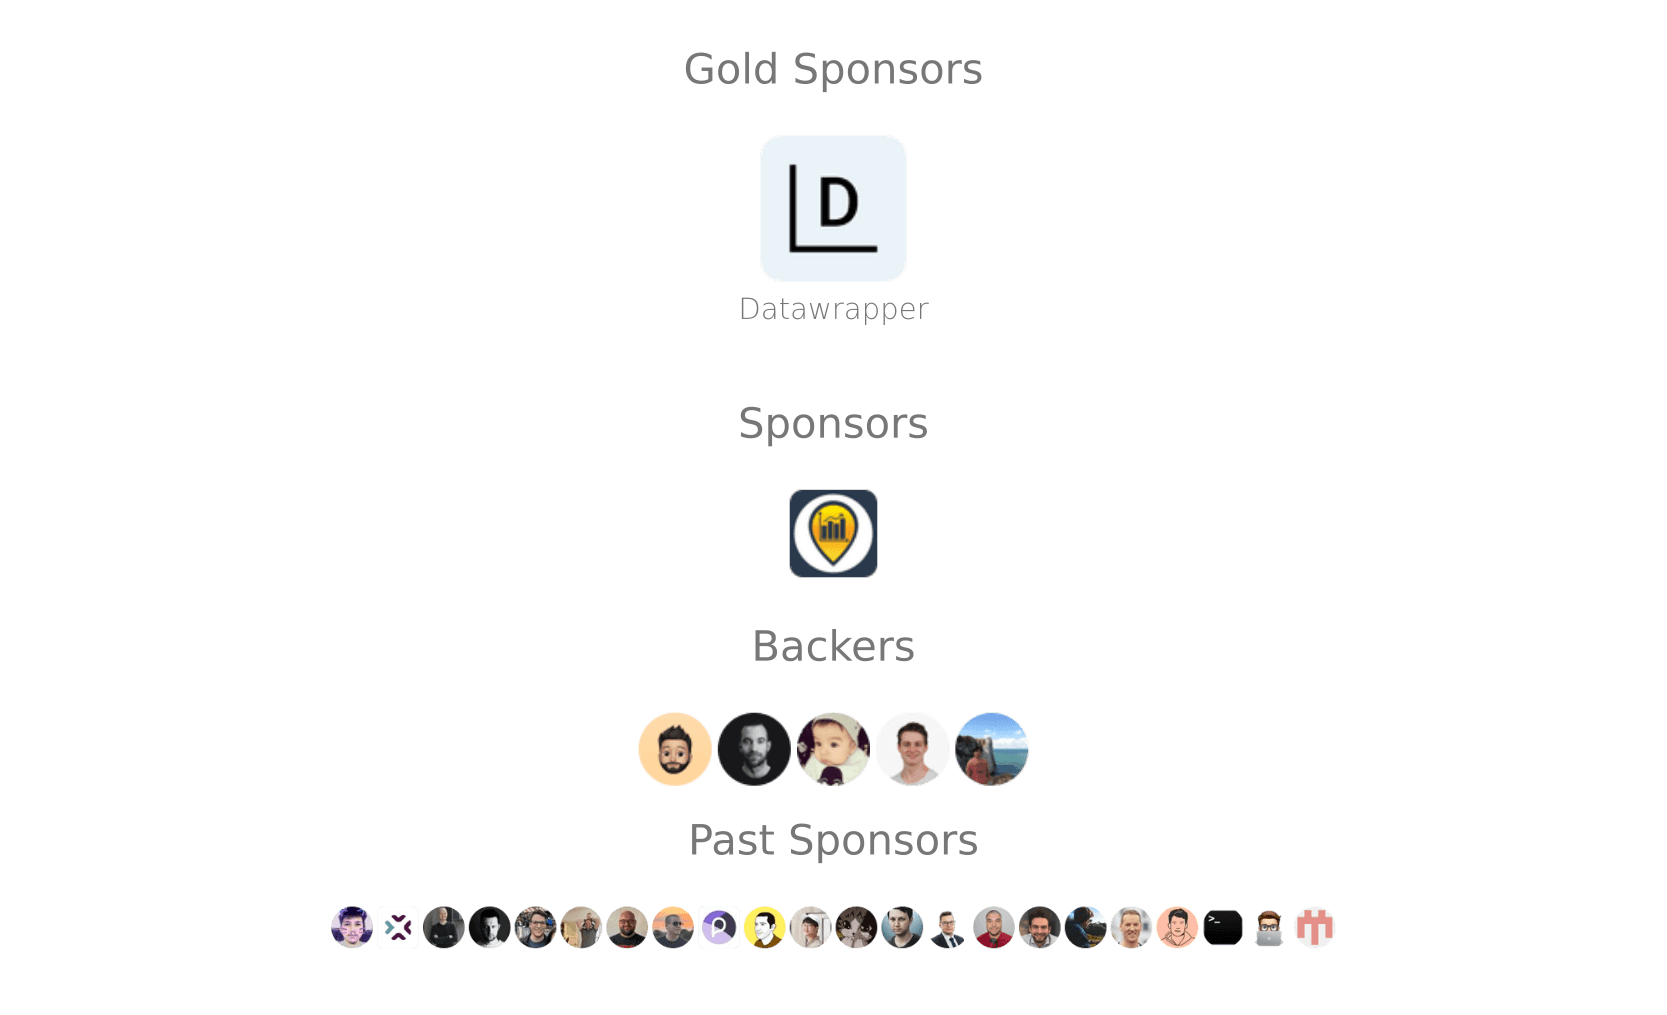 Gold Sponsors
D
Datawrapper
Sponsors
Backers
Past Sponsors
P
>_